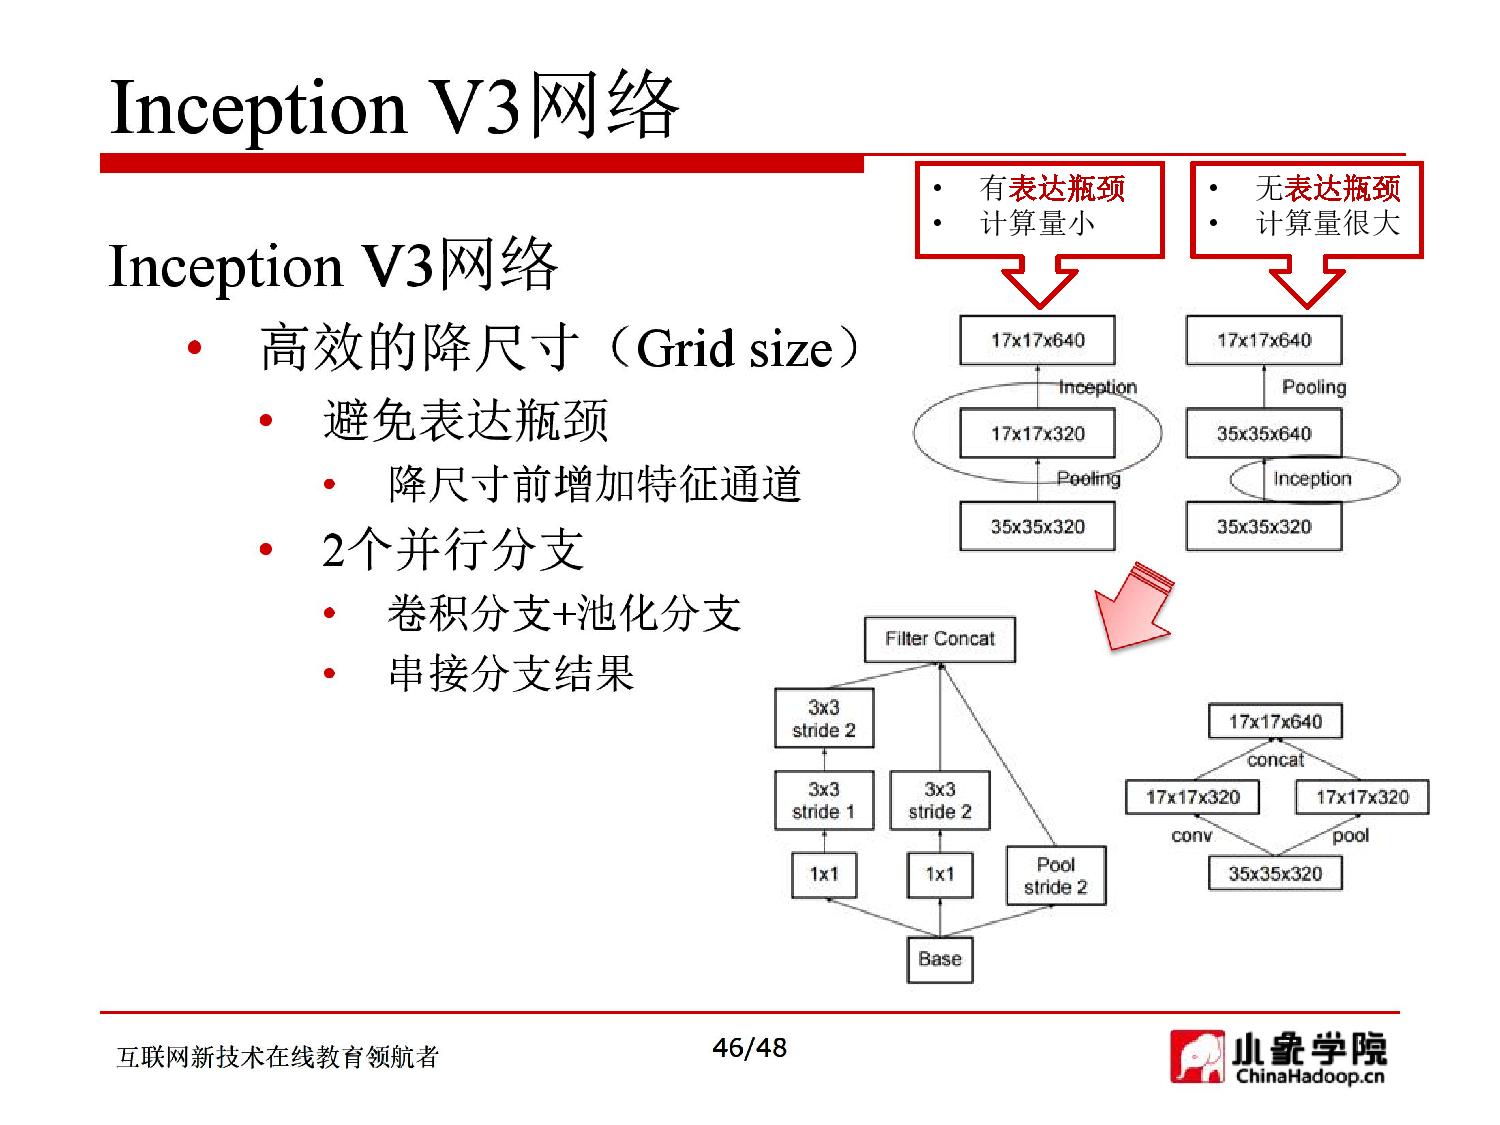 Inception V3网络
• 有表达瓶颈
• 计算量小
• 无表达瓶颈
• 计算量很大
Inception V3网络
• 高效的降尺寸（Grid size）
• 避免表达瓶颈
• 降尺寸前增加特征通道
• 2个并行分支
• 卷积分支+池化分支
• 串接分支结果
17x17x640
Inception
17x17x320
Pooling
35x35x320
17x17x640
Pooling
35x35x640
Inception
35x35x320
Filter Concat
3x3
stride 2
3x3
stride 1
3x3
stride 2
1x1
1x1
Pool
stride 2
Base
17x17x640
concat
17x17x320
17x17x320
conv
pool
35x35x320
互联网新技术在线教育领航者
46/48
小象学院
ChinaHadoop.cn